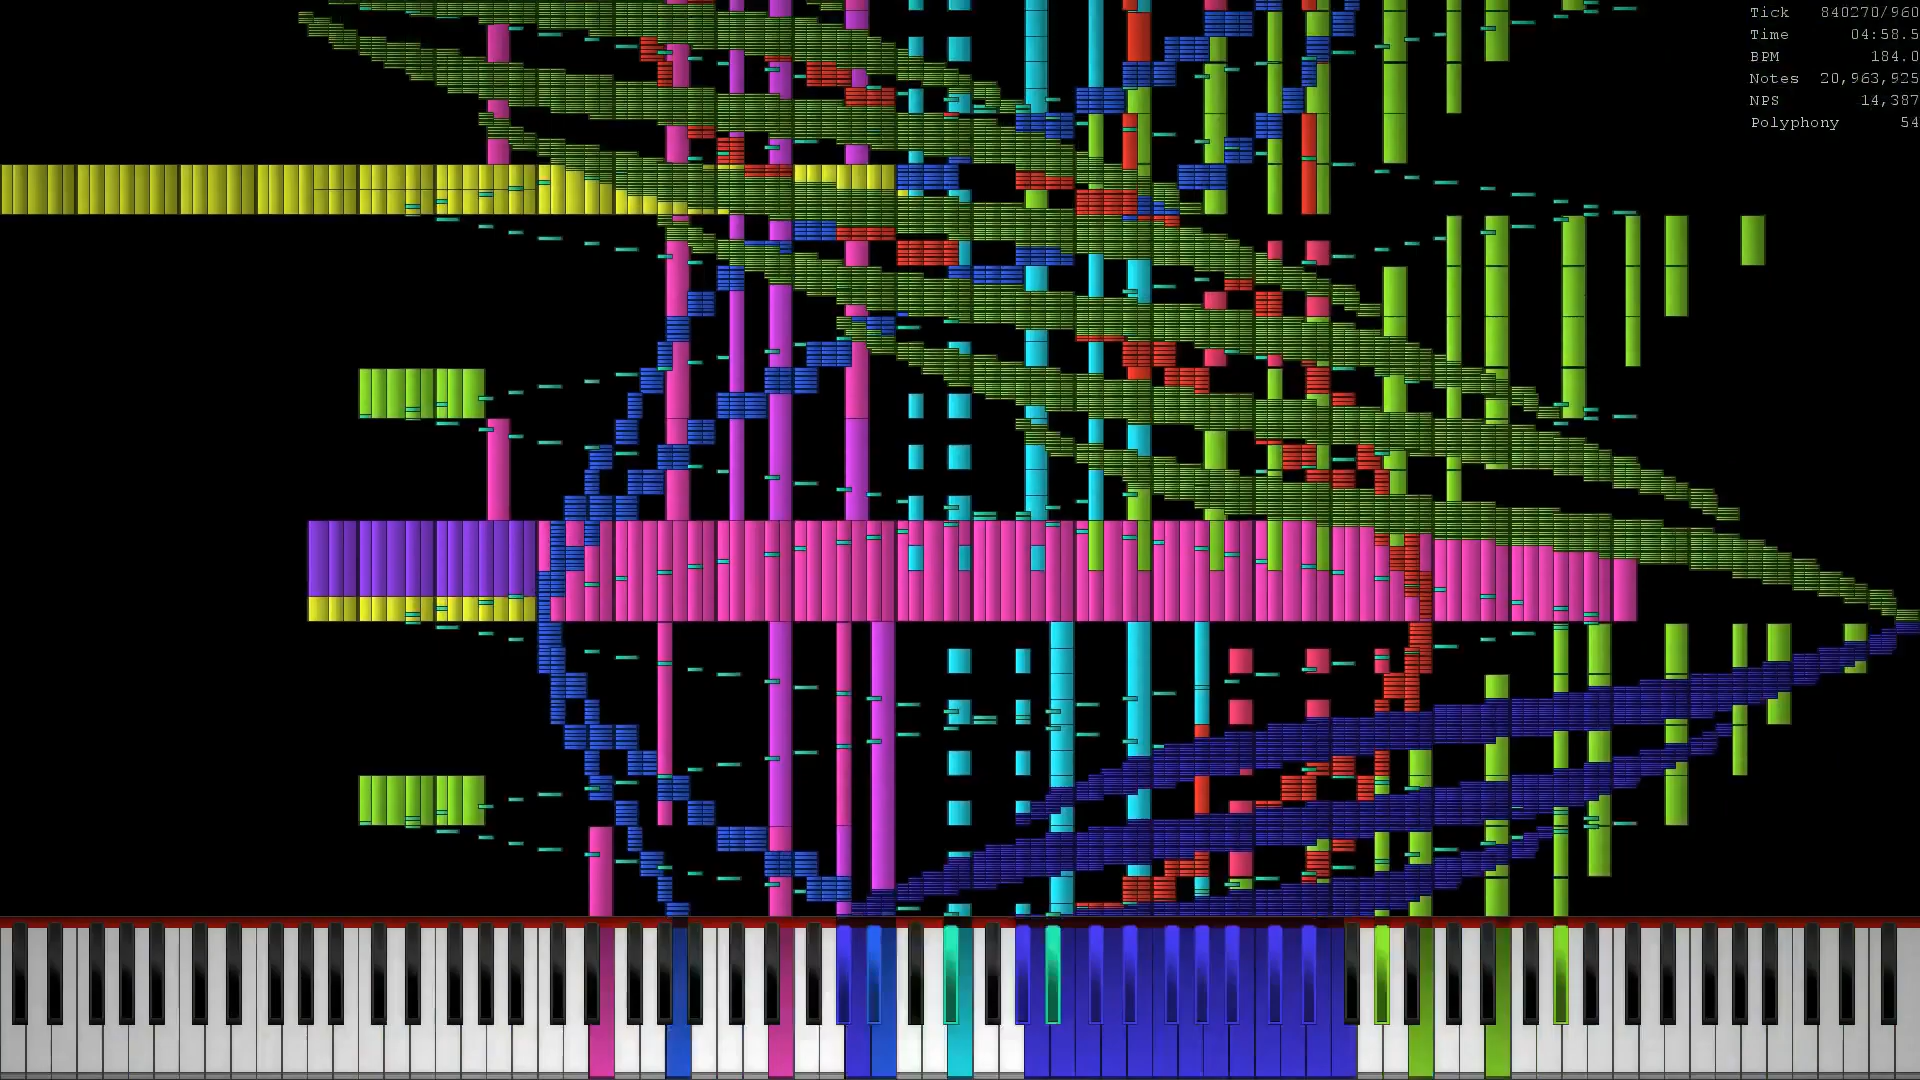 Tick 840270/960
Time 04:58.5
BPM 184.0
Notes 20,963,925
NPS 14,387
Polyphony 54